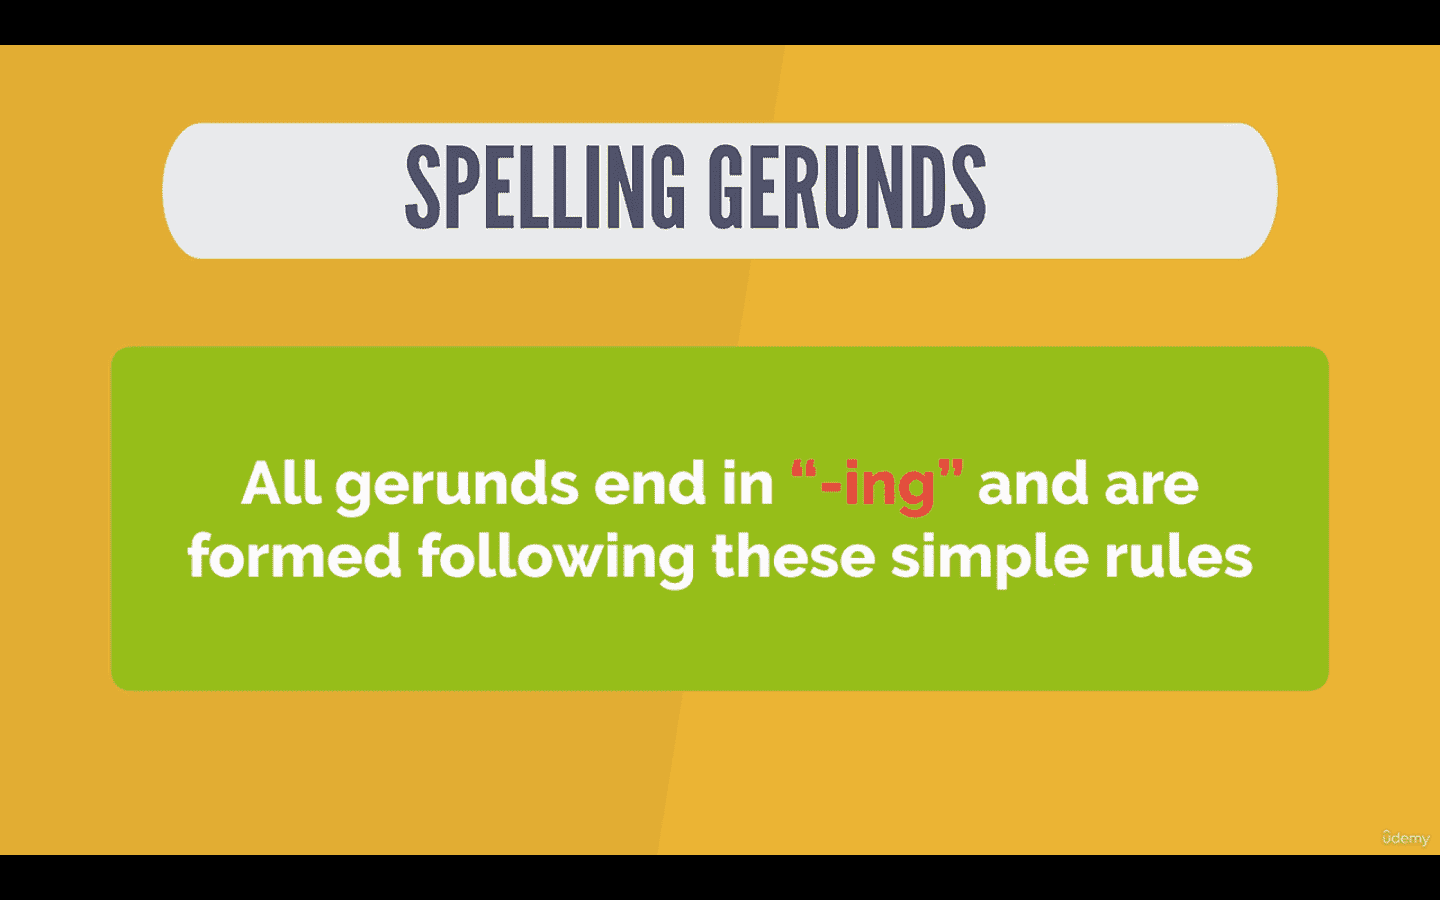 SPELLING GERUNDS
All gerunds end in “-ing” and are
formed following these simple rules
ûdemy